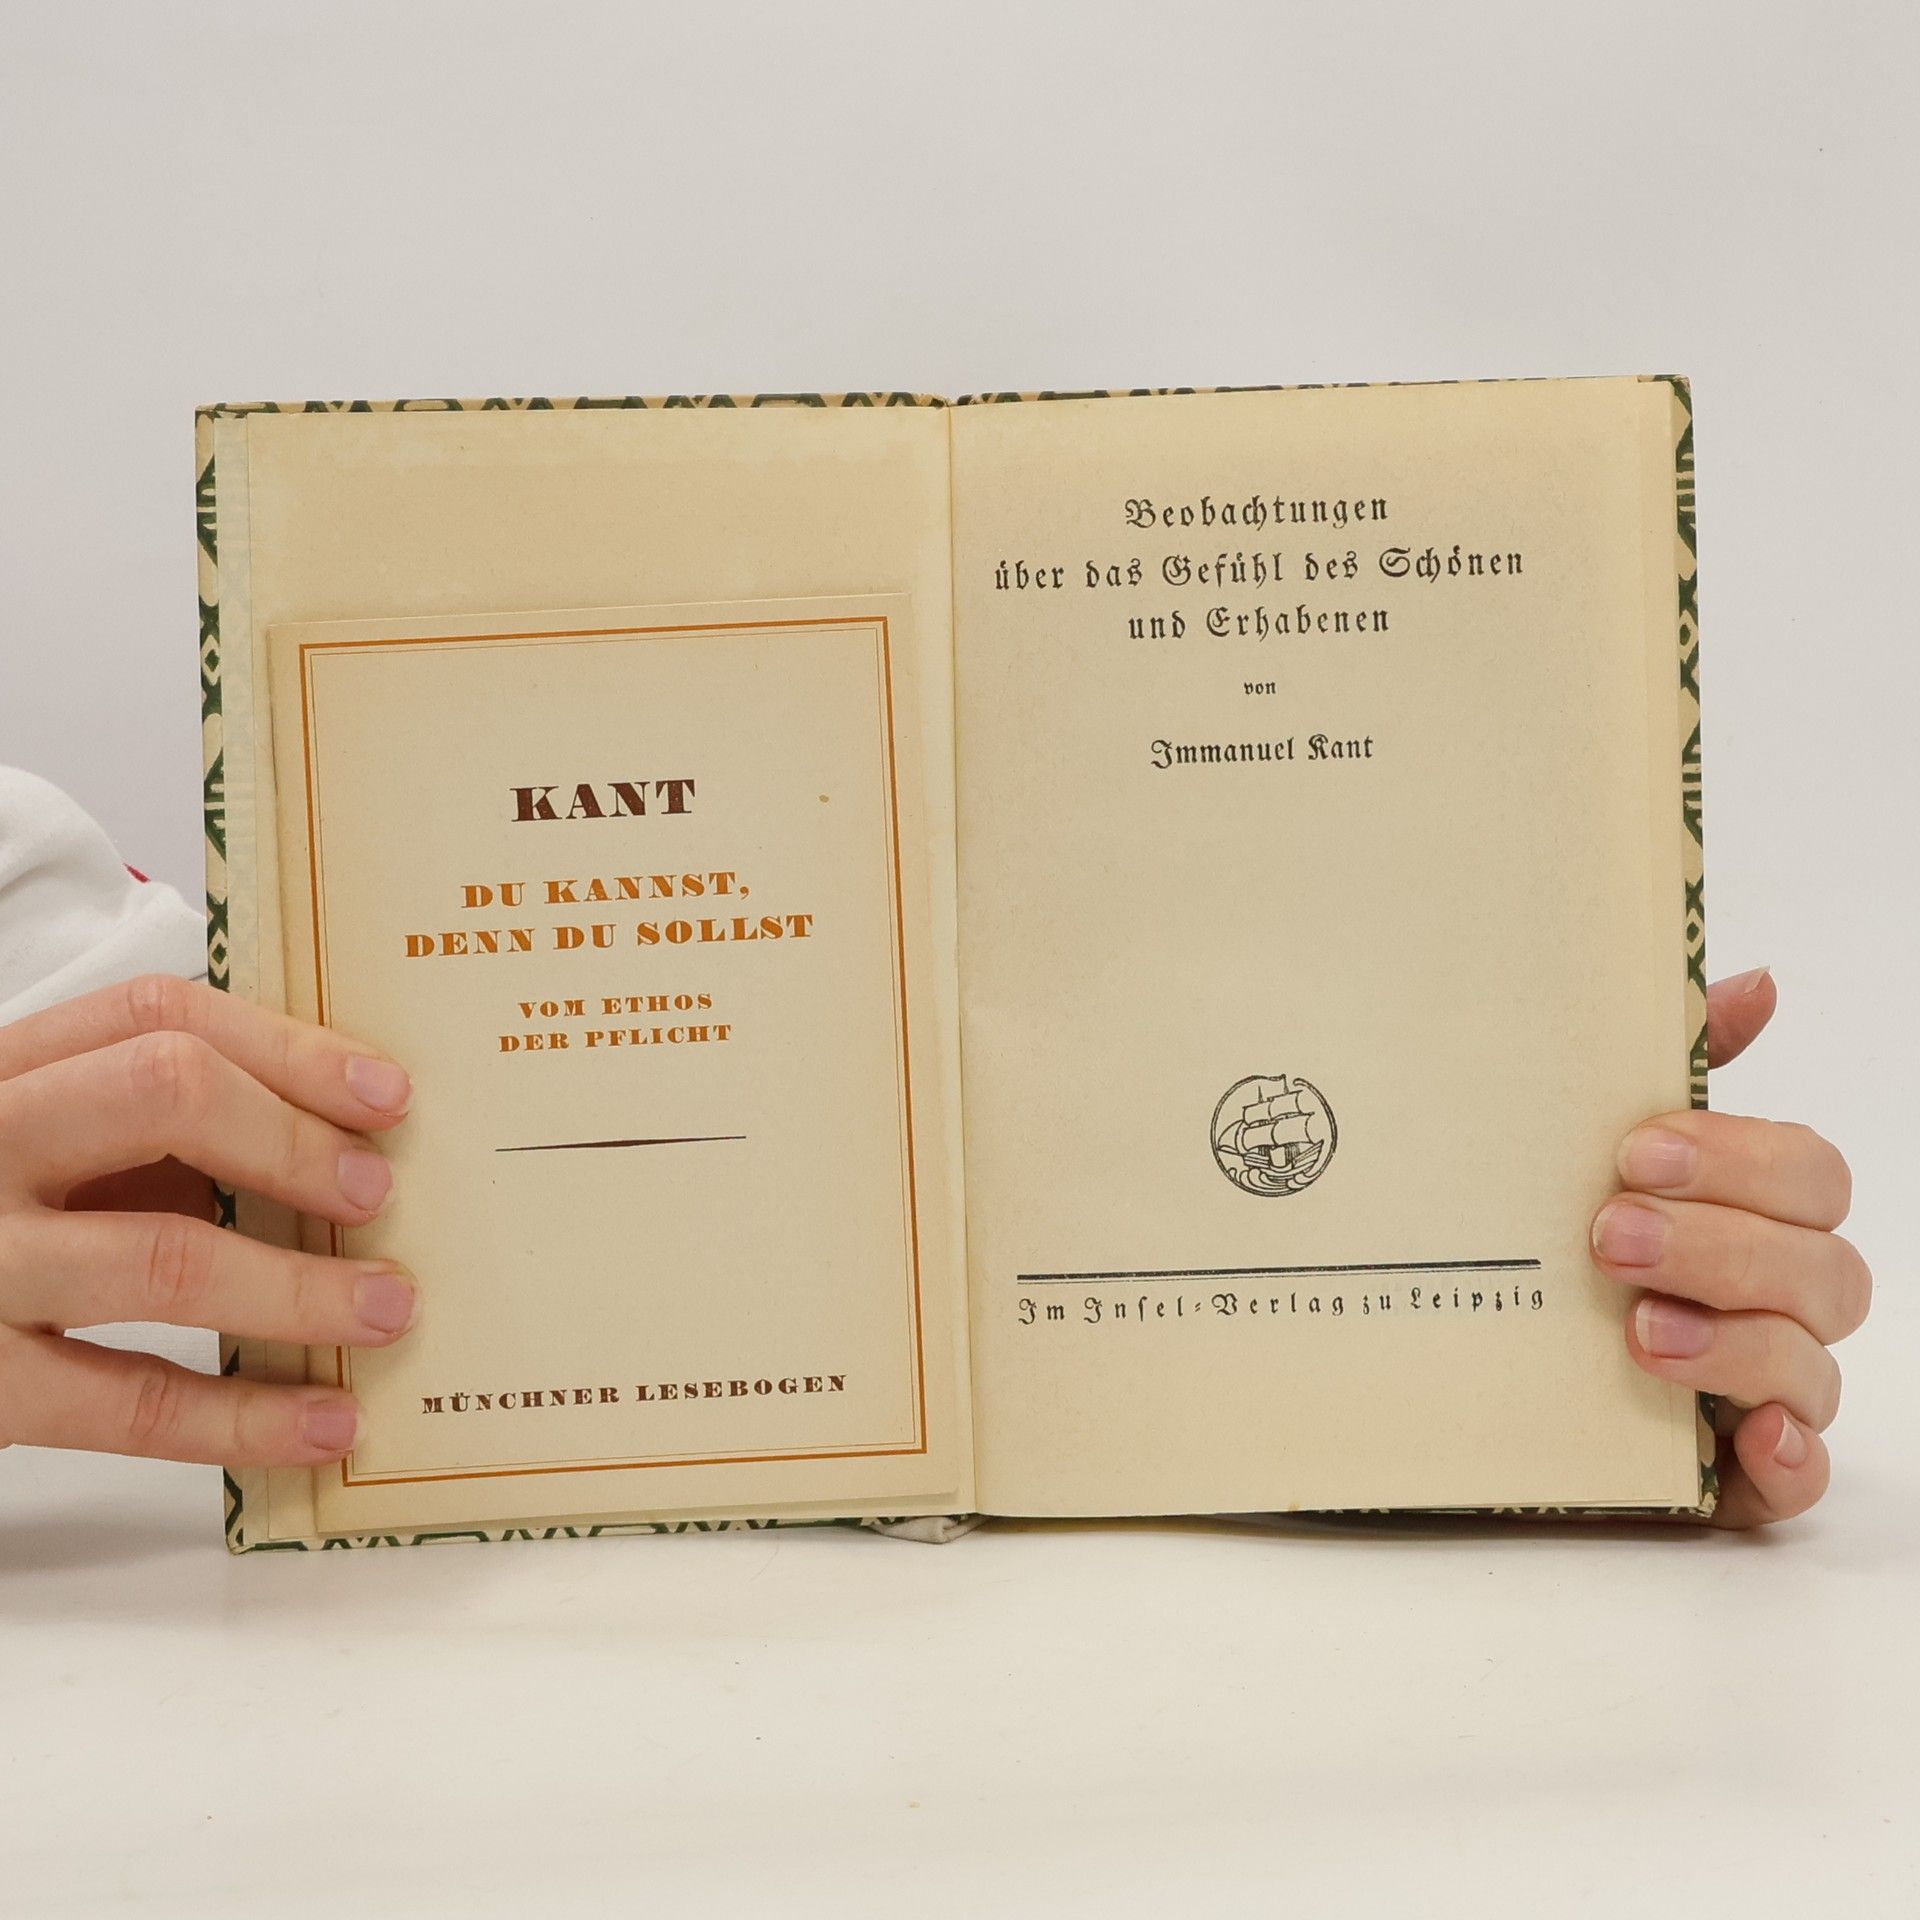 KANT
DU KANNST,
DENN DU SOLLST
VOM ETHOS
DER PFLICHT
MÜNCHNER LESEBOGEN
Beobachtungen
über das Gefühl des Schönen
und Erhabenen
von
Immanuel Kant
Im Inſel-Verlag zu Leipzig